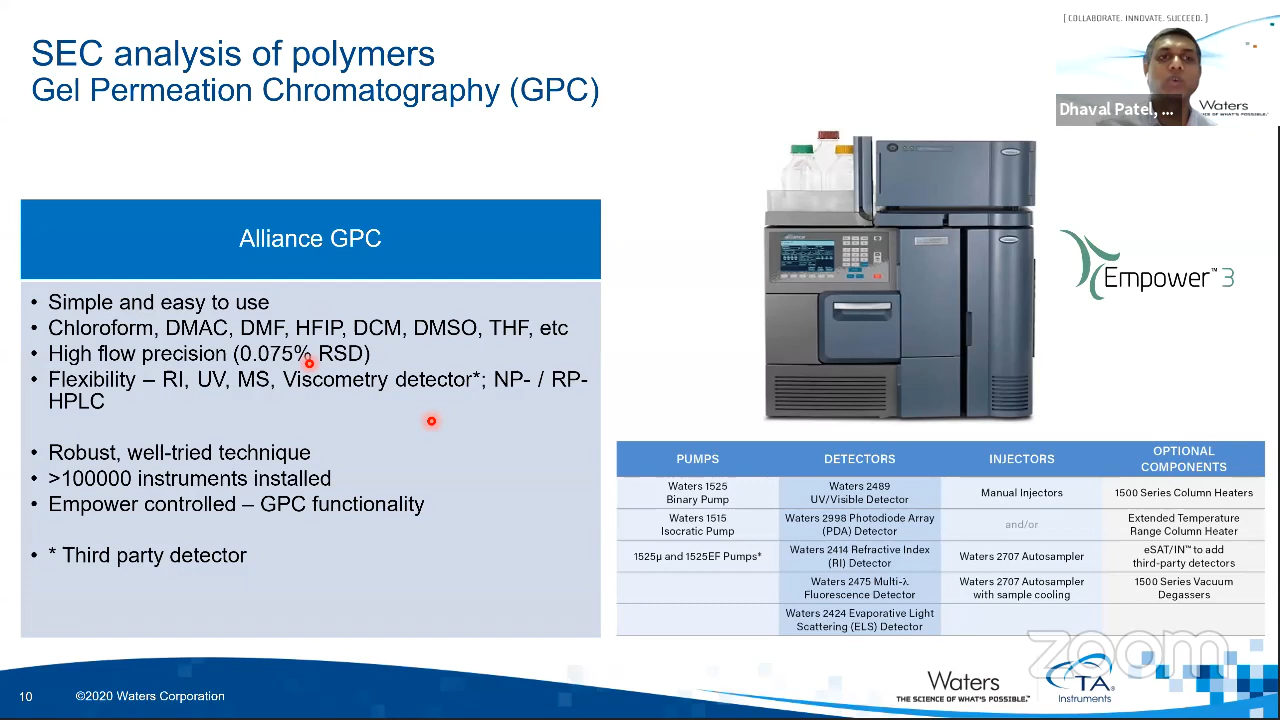 [ COLLABORATE. INNOVATE. SUCCEED. ]
SEC analysis of polymers
Gel Permeation Chromatography (GPC)
Dhaval Patel, ...
Waters
Alliance GPC
• Simple and easy to use
• Chloroform, DMAC, DMF, HFIP, DCM, DMSO, THF, etc
• High flow precision (0.075% RSD)
• Flexibility – RI, UV, MS, Viscometry detector*; NP- / RP-
HPLC
• Robust, well-tried technique
• >100000 instruments installed
• Empower controlled – GPC functionality
• * Third party detector
Empower™ 3
PUMPS DETECTORS INJECTORS OPTIONAL
COMPONENTS
Waters 1525
Binary Pump
Waters 2489
UV/Visible Detector
Manual Injectors
1500 Series Column Heaters
Waters 1515
Isocratic Pump
Waters 2998 Photodiode Array
(PDA) Detector
and/or
Extended Temperature
Range Column Heater
1525µ and 1525EF Pumps*
Waters 2414 Refractive Index
(RI) Detector
Waters 2707 Autosampler
eSAT/IN™ to add
third-party detectors
Waters 2475 Multi-λ
Fluorescence Detector
Waters 2707 Autosampler
with sample cooling
1500 Series Vacuum
Degassers
Waters 2424 Evaporative Light
Scattering (ELS) Detector
zoom
10 ©2020 Waters Corporation
Waters
THE SCIENCE OF WHAT'S POSSIBLE.™
TA
Instruments